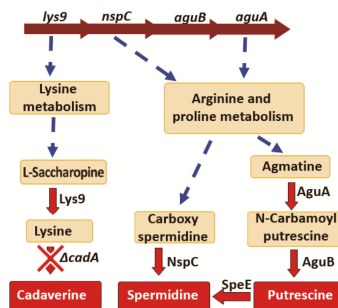 lys9 nspC aguB aguA
Lysine
metabolism
Arginine and
proline metabolism
L-Saccharopine
Agmatine
Lys9
AguA
Lysine
Carboxy
spermidine
N-Carbamoyl
putrescine
ΔcadA
NspC
AguB
SpeE
Cadaverine
Spermidine
Putrescine